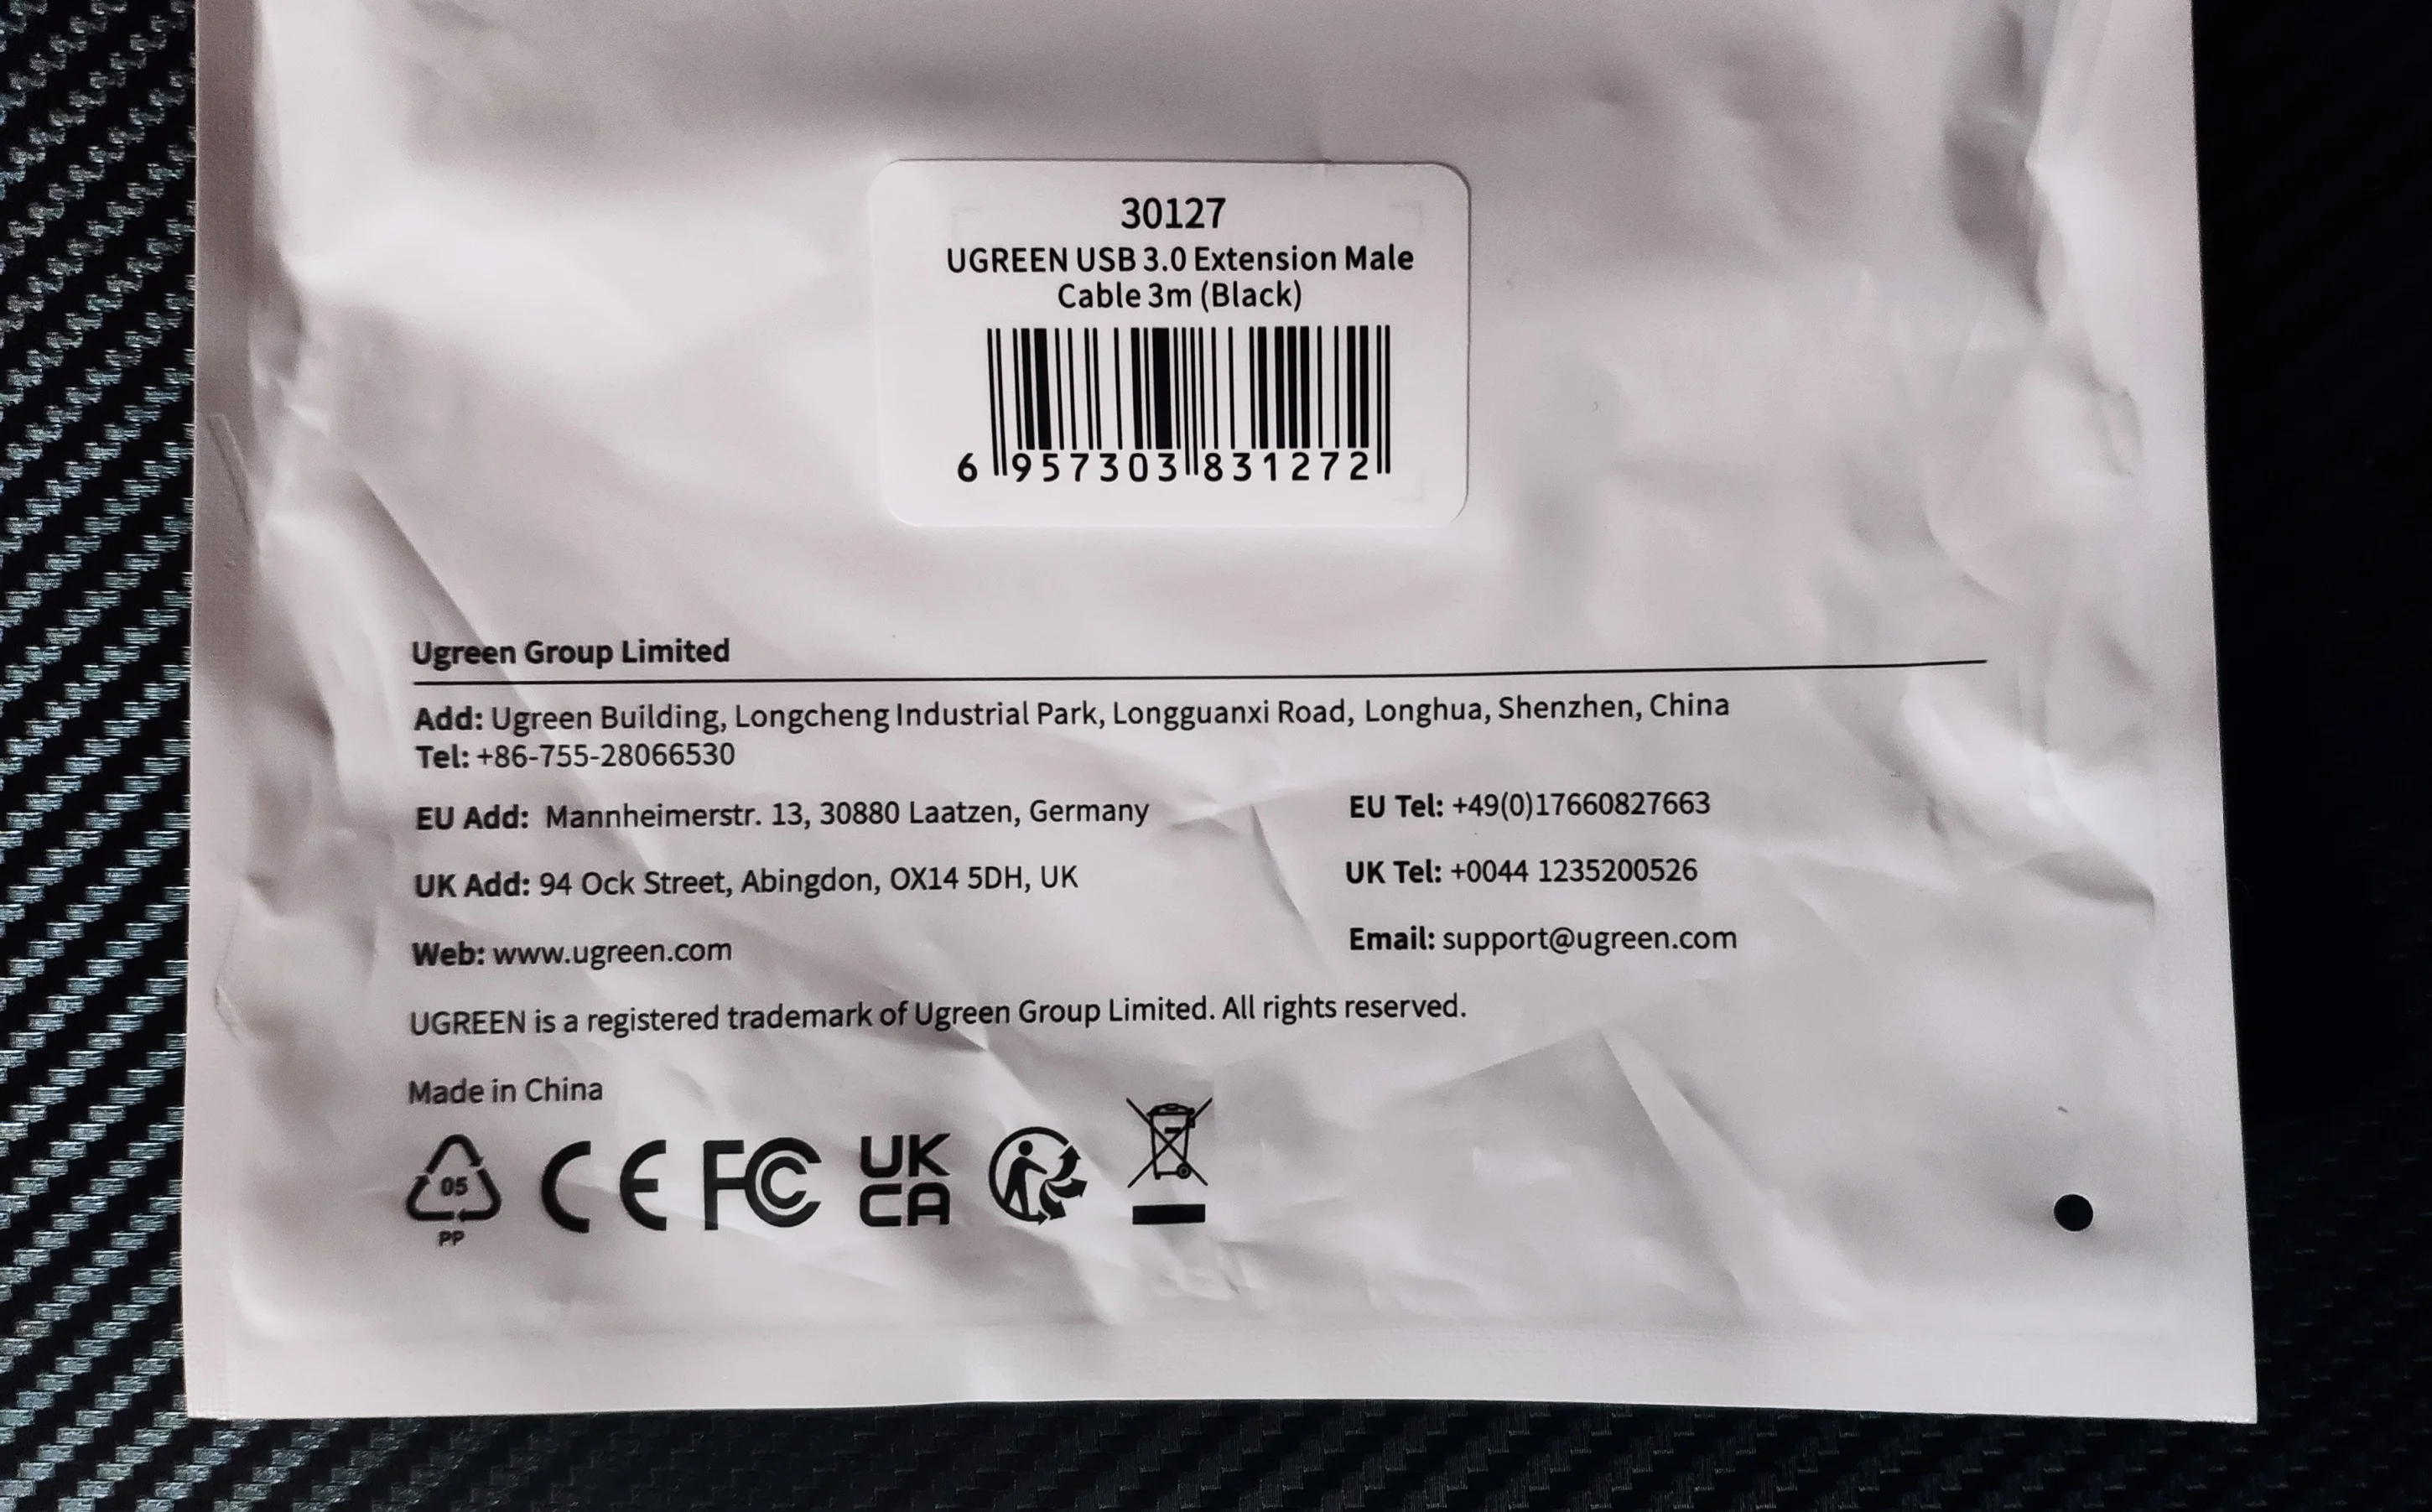 30127
UGREEN USB 3.0 Extension Male
Cable 3m (Black)
6 957303 831272
Ugreen Group Limited
Add: Ugreen Building, Longcheng Industrial Park, Longguanxi Road, Longhua, Shenzhen, China
Tel: +86-755-28066530
EU Add: Mannheimerstr. 13, 30880 Laatzen, Germany
EU Tel: +49(0)17660827663
UK Add: 94 Ock Street, Abingdon, OX14 5DH, UK
UK Tel: +0044 1235200526
Web: www.ugreen.com
Email: support@ugreen.com
UGREEN is a registered trademark of Ugreen Group Limited. All rights reserved.
Made in China
05
PP
CE FC UK
CA